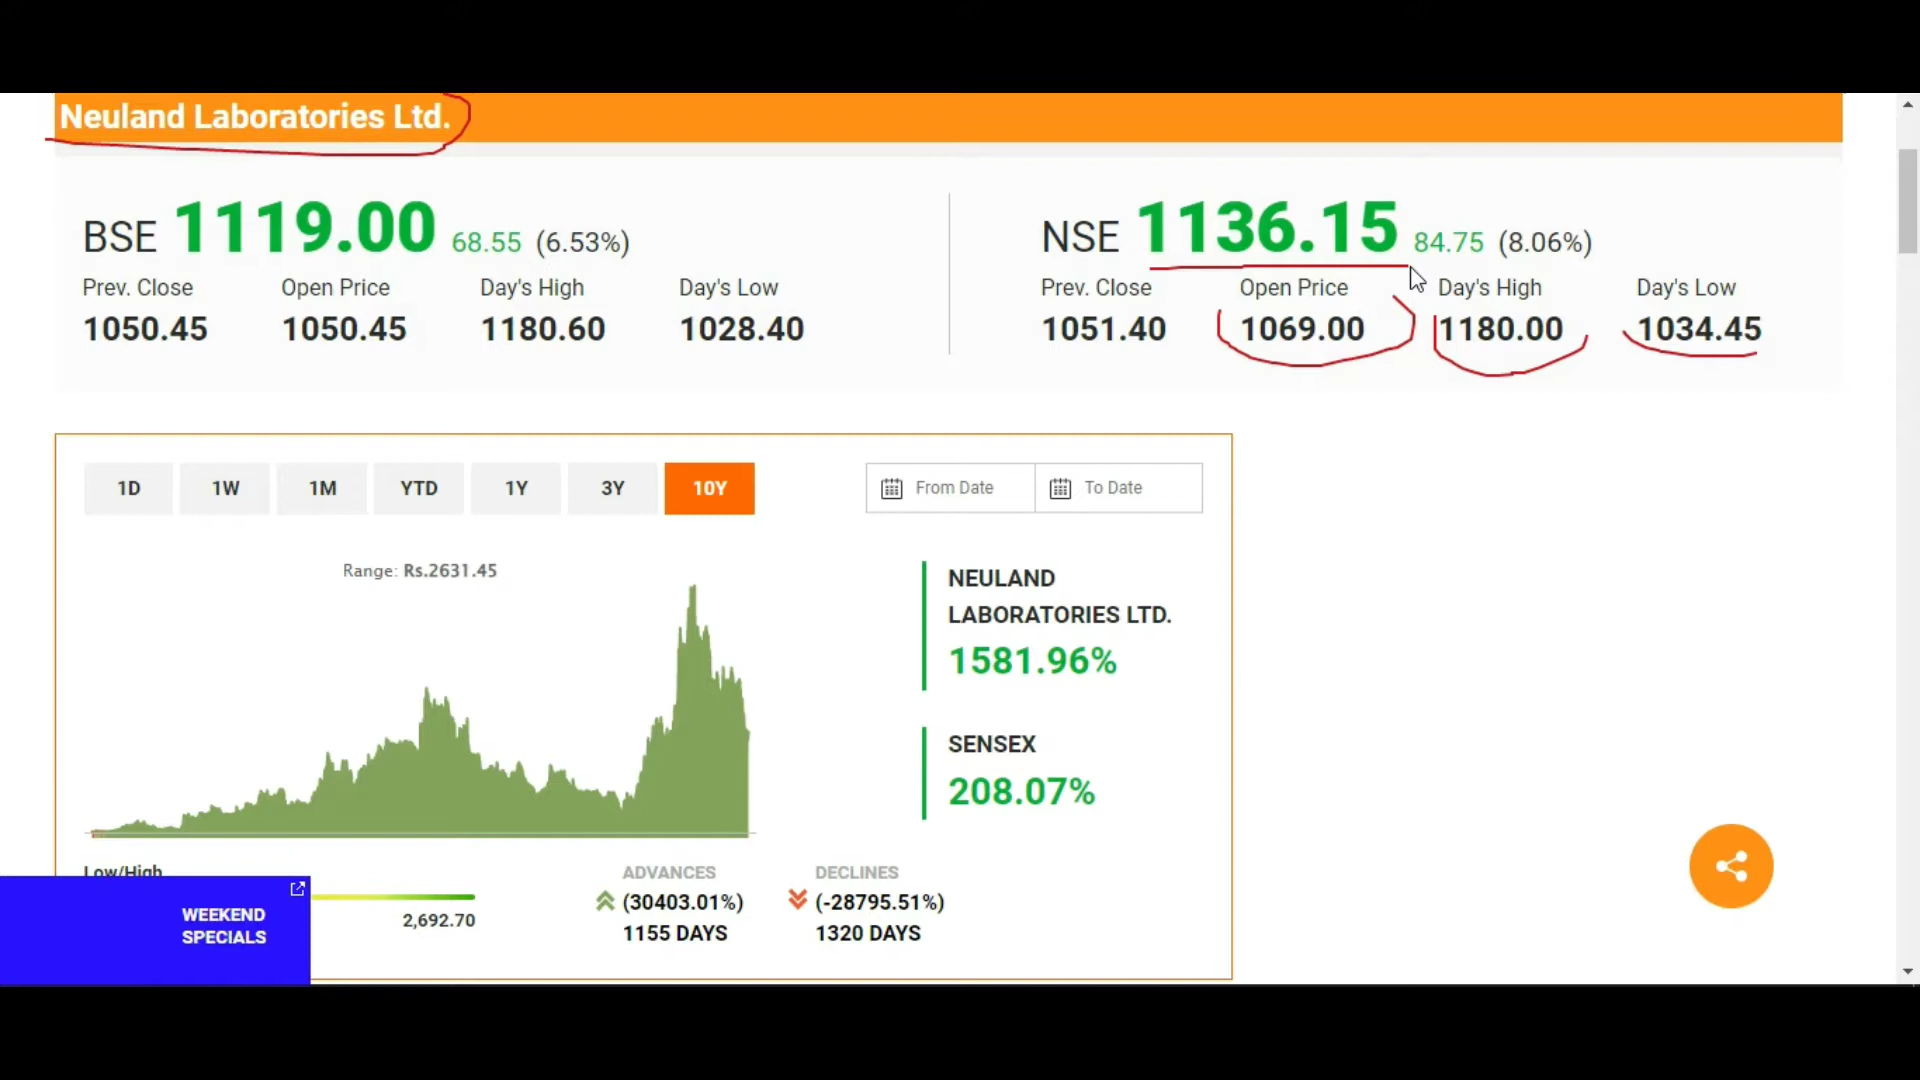 Neuland Laboratories Ltd.
BSE 1119.00 68.55 (6.53%)
Prev. Close Open Price Day's High Day's Low
1050.45 1050.45 1180.60 1028.40
NSE 1136.15 84.75 (8.06%)
Prev. Close Open Price Day's High Day's Low
1051.40 1069.00 1180.00 1034.45
1D 1W 1M YTD 1Y 3Y 10Y
From Date To Date
Range: Rs.2631.45
NEULAND
LABORATORIES LTD.
1581.96%
SENSEX
208.07%
Low/High
2,692.70
ADVANCES
(30403.01%)
1155 DAYS
DECLINES
(-28795.51%)
1320 DAYS
WEEKEND
SPECIALS